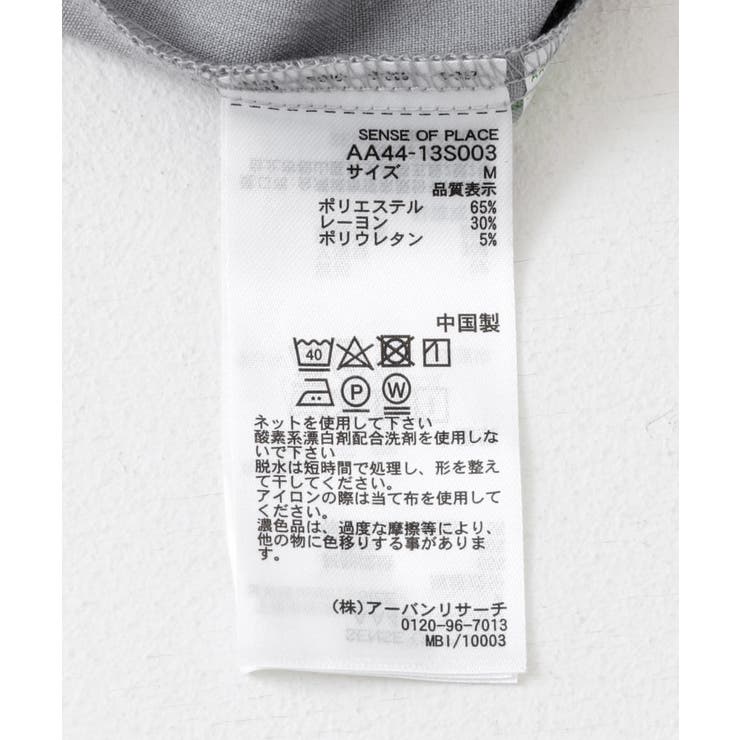 SENSE OF PLACE
AA44-13S003
サイズ M
品質表示
ポリエステル 65%
レーヨン 30%
ポリウレタン 5%
中国製
40
P W
ネットを使用して下さい
酸素系漂白剤配合洗剤を使用しな
いで下さい
脱水は短時間で処理し、形を整え
て干してください。
アイロンの際は当て布を使用して
ください。
濃色品は、過度な摩擦等により、
他の物に色移りする事がありま
す。
(株)アーバンリサーチ
0120-96-7013
MBI/10003